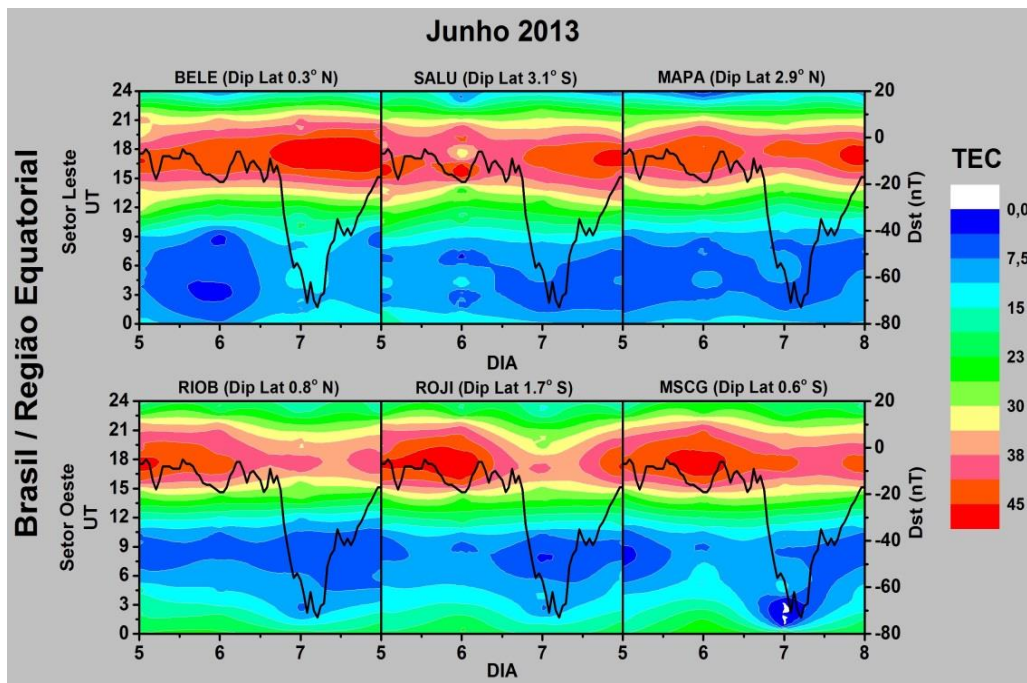 Junho 2013
Brasil / Região Equatorial
Setor Leste
UT
BELE (Dip Lat 0.3° N)
SALU (Dip Lat 3.1° S)
MAPA (Dip Lat 2.9° N)
24
21
18
15
12
9
6
3
0
20
0
-20
-40
-60
-80
Dst (nT)
5 6 7 5 6 7 5 6 7 8
DIA
Setor Oeste
UT
RIOB (Dip Lat 0.8° N)
ROJI (Dip Lat 1.7° S)
MSCG (Dip Lat 0.6° S)
24
21
18
15
12
9
6
3
0
20
0
-20
-40
-60
-80
Dst (nT)
5 6 7 5 6 7 5 6 7 8
DIA
TEC
0,0
7,5
15
23
30
38
45